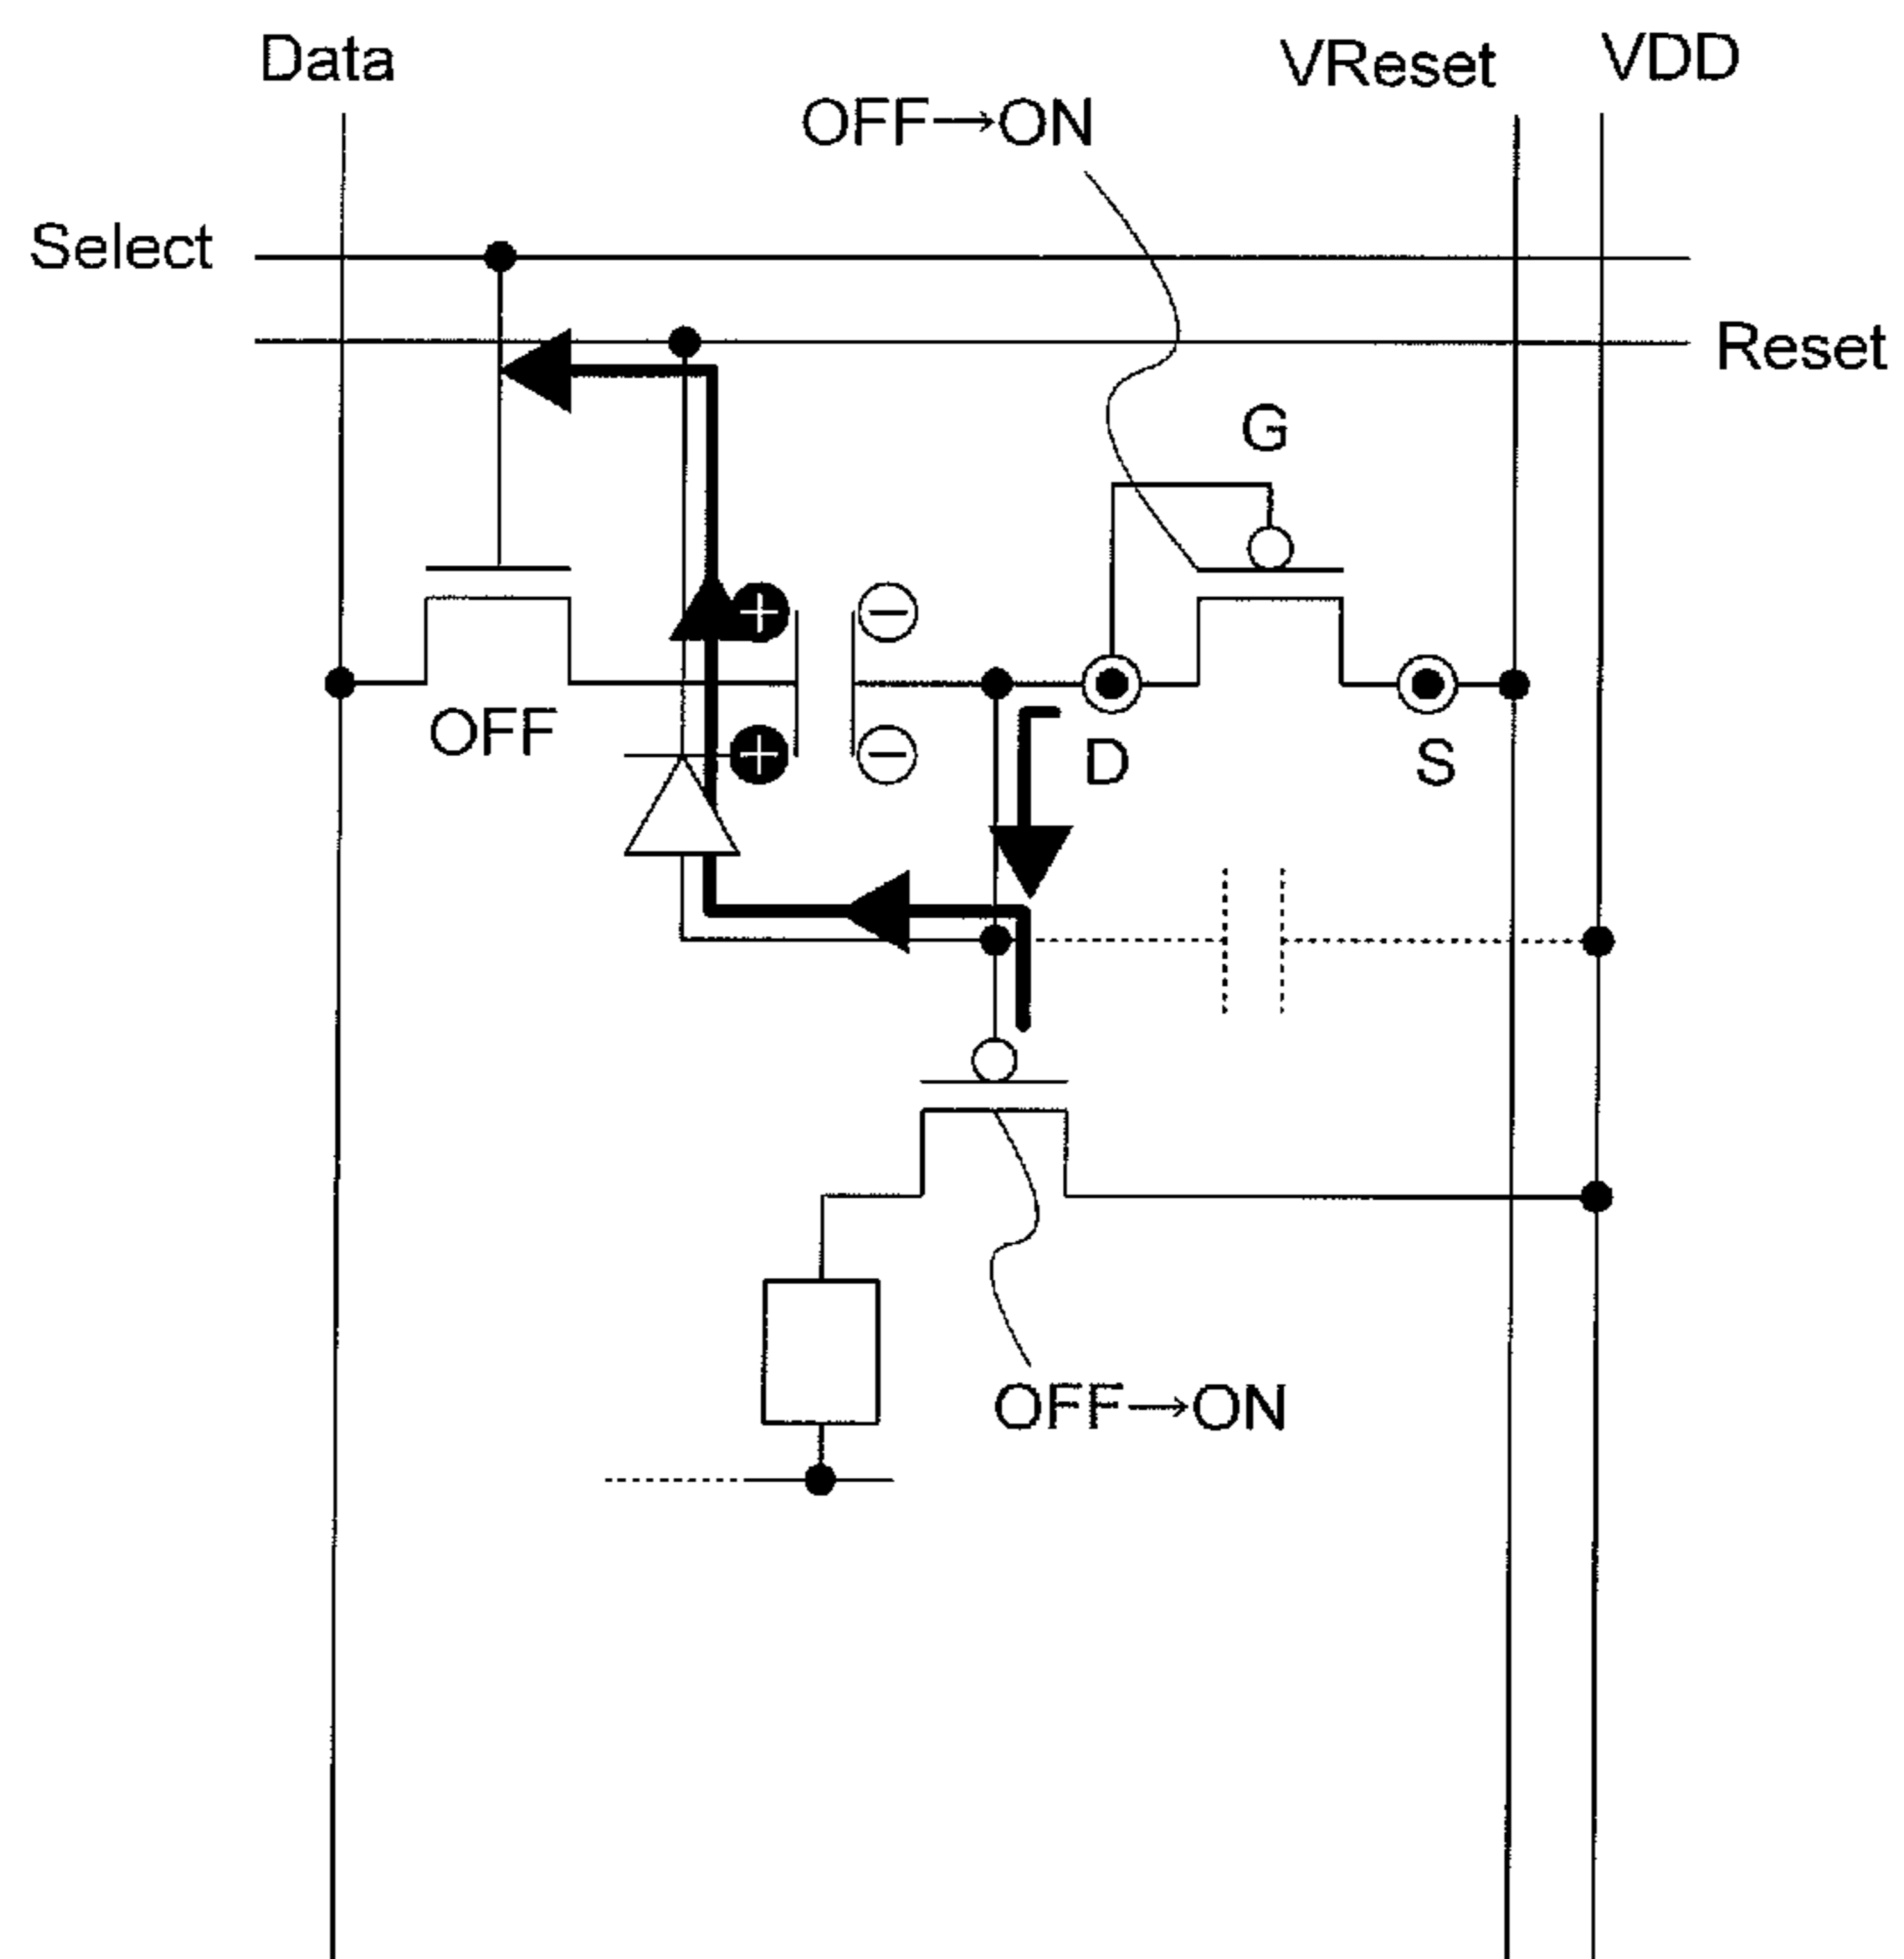 Data
VReset
VDD
OFF→ON
Select
Reset
G
+
−
OFF
+
−
D
S
OFF→ON